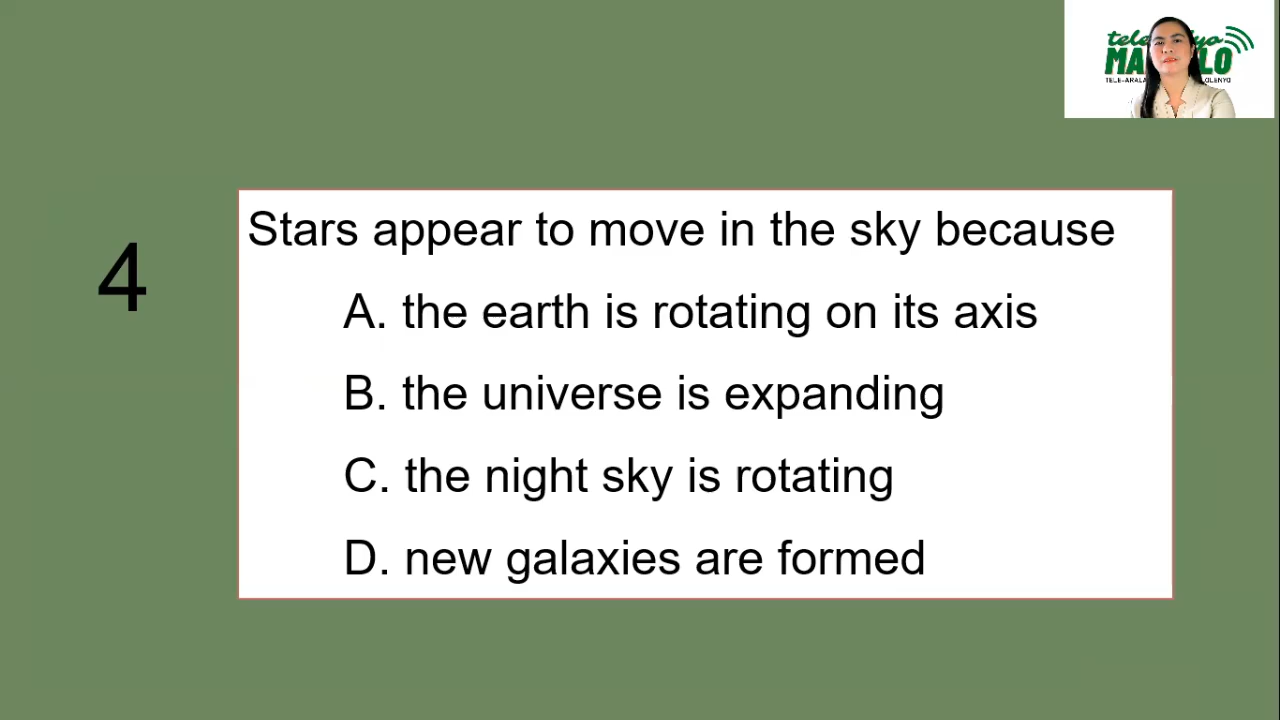 4
Stars appear to move in the sky because
A. the earth is rotating on its axis
B. the universe is expanding
C. the night sky is rotating
D. new galaxies are formed